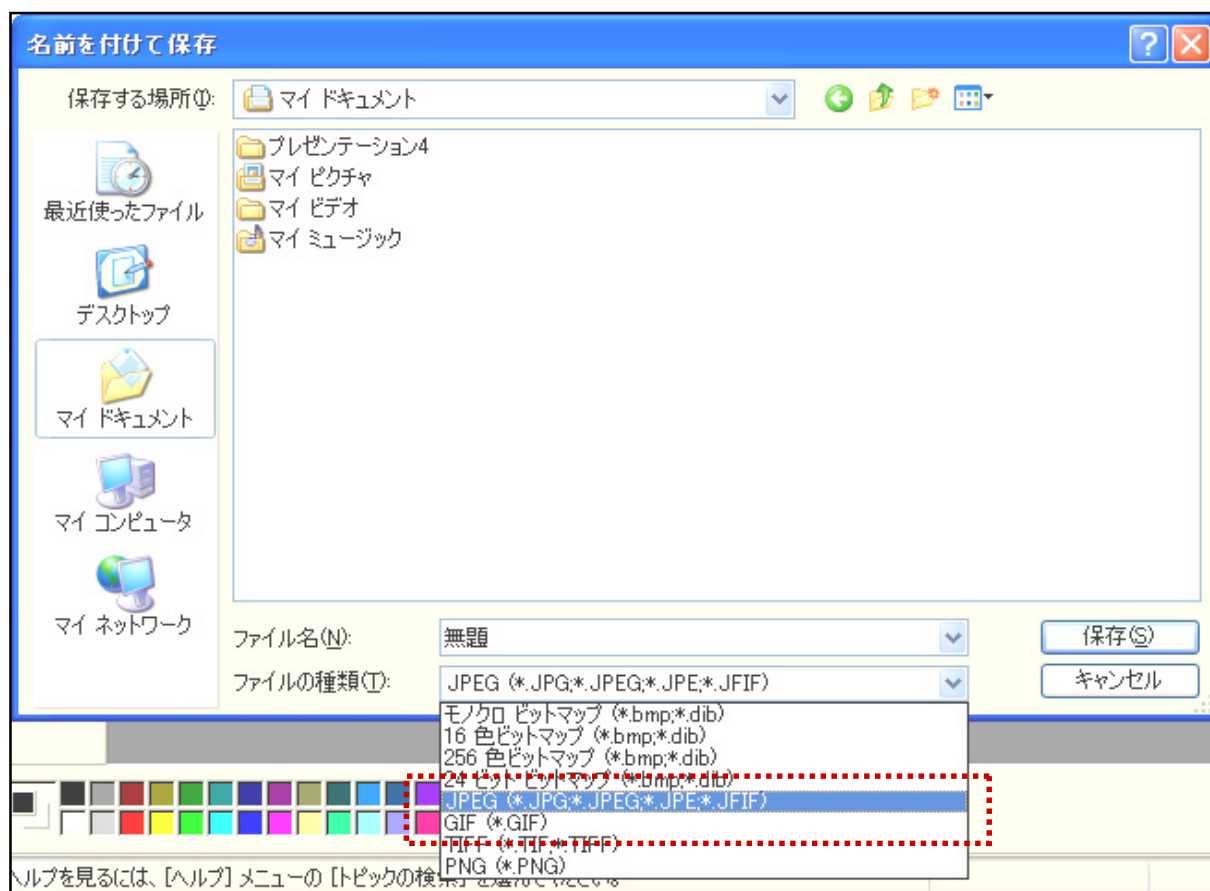 名前を付けて保存
保存する場所(I):
マイ ドキュメント
最近使ったファイル
デスクトップ
マイ ドキュメント
マイ コンピュータ
マイ ネットワーク
プレゼンテーション4
マイ ピクチャ
マイ ビデオ
マイ ミュージック
ファイル名(N):
無題
保存(S)
ファイルの種類(T):
JPEG (*.JPG;*.JPEG;*.JPE;*.JFIF)
キャンセル
モノクロ ビットマップ (*.bmp;*.dib)
16 色ビットマップ (*.bmp;*.dib)
256 色ビットマップ (*.bmp;*.dib)
24 ビット ビットマップ (*.bmp;*.dib)
JPEG (*.JPG;*.JPEG;*.JPE;*.JFIF)
GIF (*.GIF)
TIFF (*.TIF;*.TIFF)
PNG (*.PNG)
ヘルプを見るには、[ヘルプ] メニューの [トピックの検